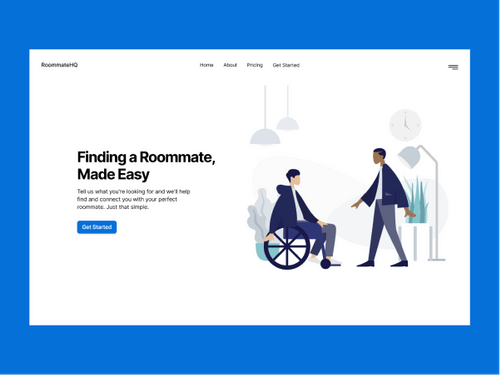 RoommateHQ
Home About Pricing Get Started
Finding a Roommate,
Made Easy
Tell us what you're looking for and we'll help
find and connect you with your perfect
roommate. Just that simple.
Get Started